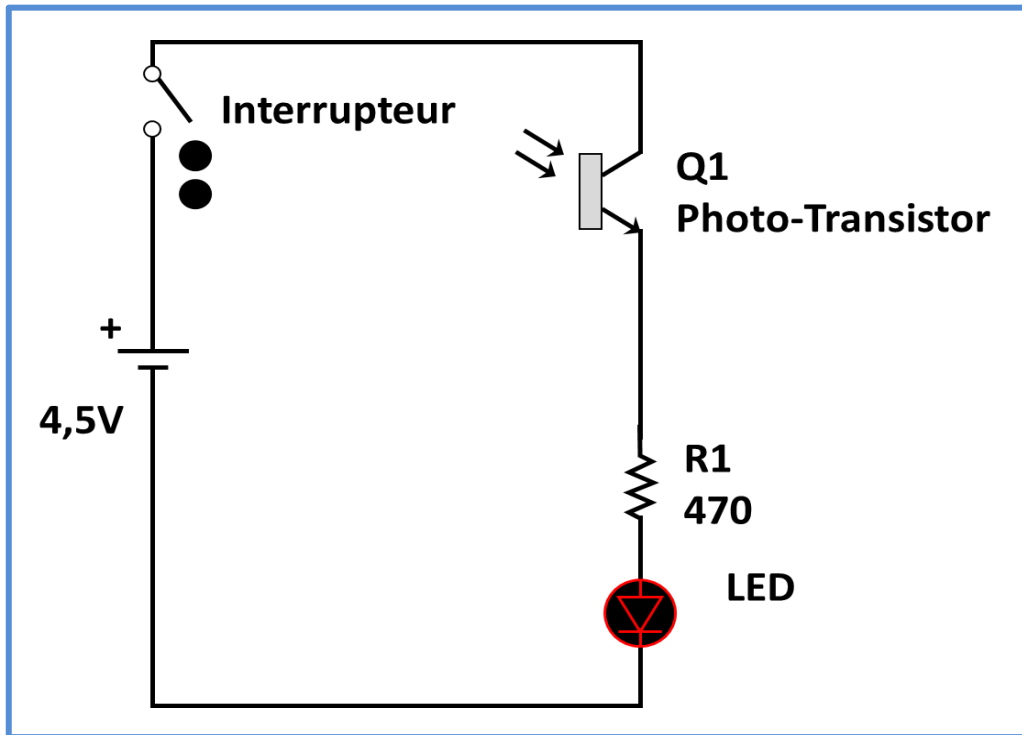 Interrupteur
Q1
Photo-Transistor
+
4,5V
R1
470
LED